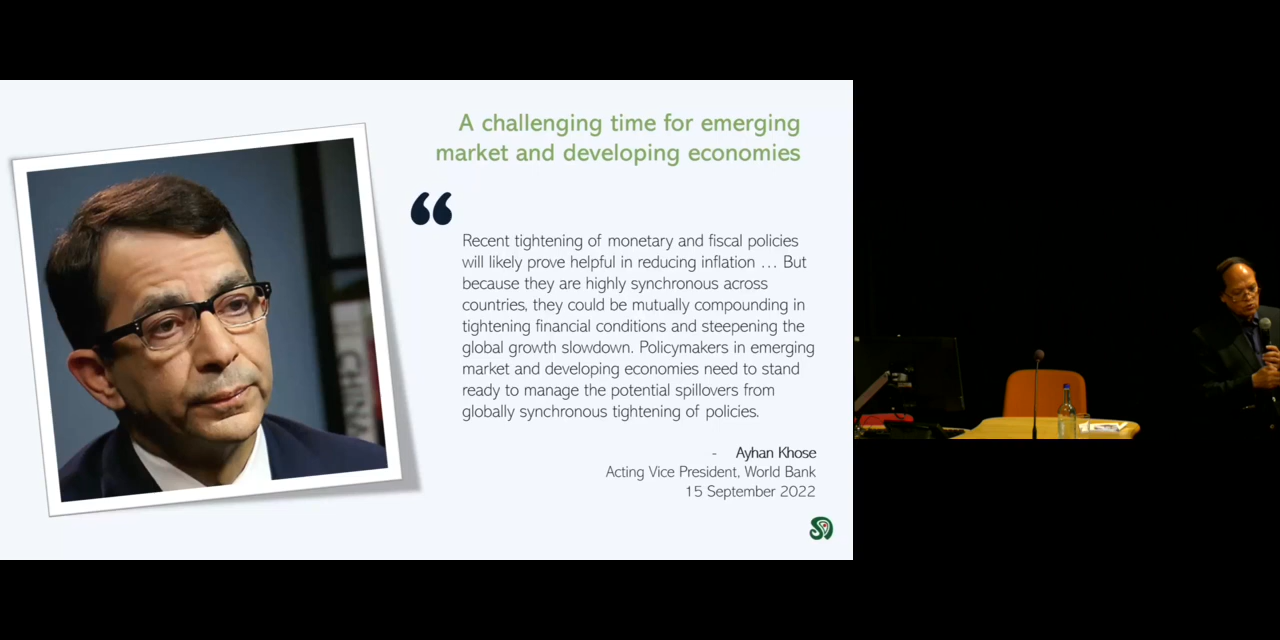 A challenging time for emerging
market and developing economies
“
Recent tightening of monetary and fiscal policies
will likely prove helpful in reducing inflation … But
because they are highly synchronous across
countries, they could be mutually compounding in
tightening financial conditions and steepening the
global growth slowdown. Policymakers in emerging
market and developing economies need to stand
ready to manage the potential spillovers from
globally synchronous tightening of policies.
- Ayhan Khose
Acting Vice President, World Bank
15 September 2022